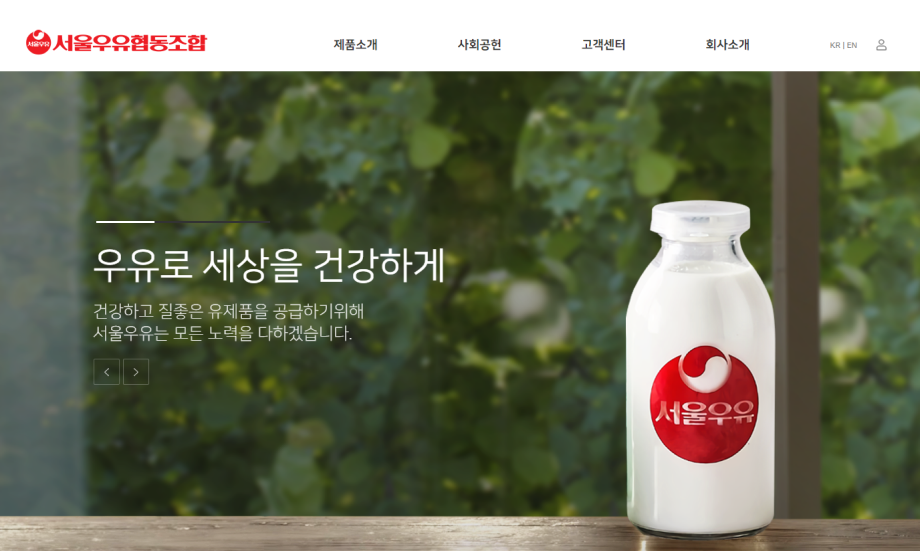 서울우유 서울우유협동조합
제품소개
사회공헌
고객센터
회사소개
KR | EN
우유로 세상을 건강하게
건강하고 질좋은 유제품을 공급하기위해
서울우유는 모든 노력을 다하겠습니다.
서울우유